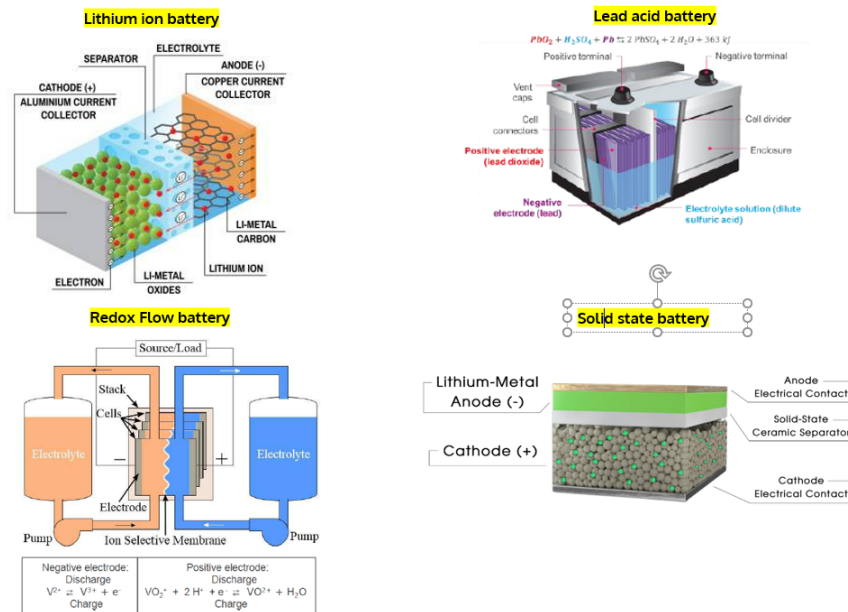 Lithium ion battery
ELECTROLYTE
SEPARATOR
ANODE (-)
COPPER CURRENT
COLLECTOR
CATHODE (+)
ALUMINIUM CURRENT
COLLECTOR
LI-METAL
CARBON
LITHIUM ION
ELECTRON
LI-METAL
OXIDES
Lead acid battery
PbO₂ + H₂SO₄ + Pb ⇆ 2 PbSO₄ + 2 H₂O + 363 kJ
Positive terminal
Negative terminal
Vent
caps
Cell
connectors
Cell divider
Positive electrode
(lead dioxide)
Enclosure
Negative
electrode (lead)
Electrolyte solution (dilute
sulfuric acid)
Redox Flow battery
Source/Load
Stack
Cells
Electrolyte
Electrolyte
−
+
Electrode
Pump
Ion Selective Membrane
Pump
Negative electrode:
Discharge
V²⁺ ⇌ V³⁺ + e⁻
Charge
Positive electrode:
Discharge
VO₂⁺ + 2 H⁺ + e⁻ ⇌ VO²⁺ + H₂O
Charge
Solid state battery
Lithium-Metal
Anode (-)
Cathode (+)
Anode
Electrical Contact
Solid-State
Ceramic Separator
Cathode
Electrical Contact